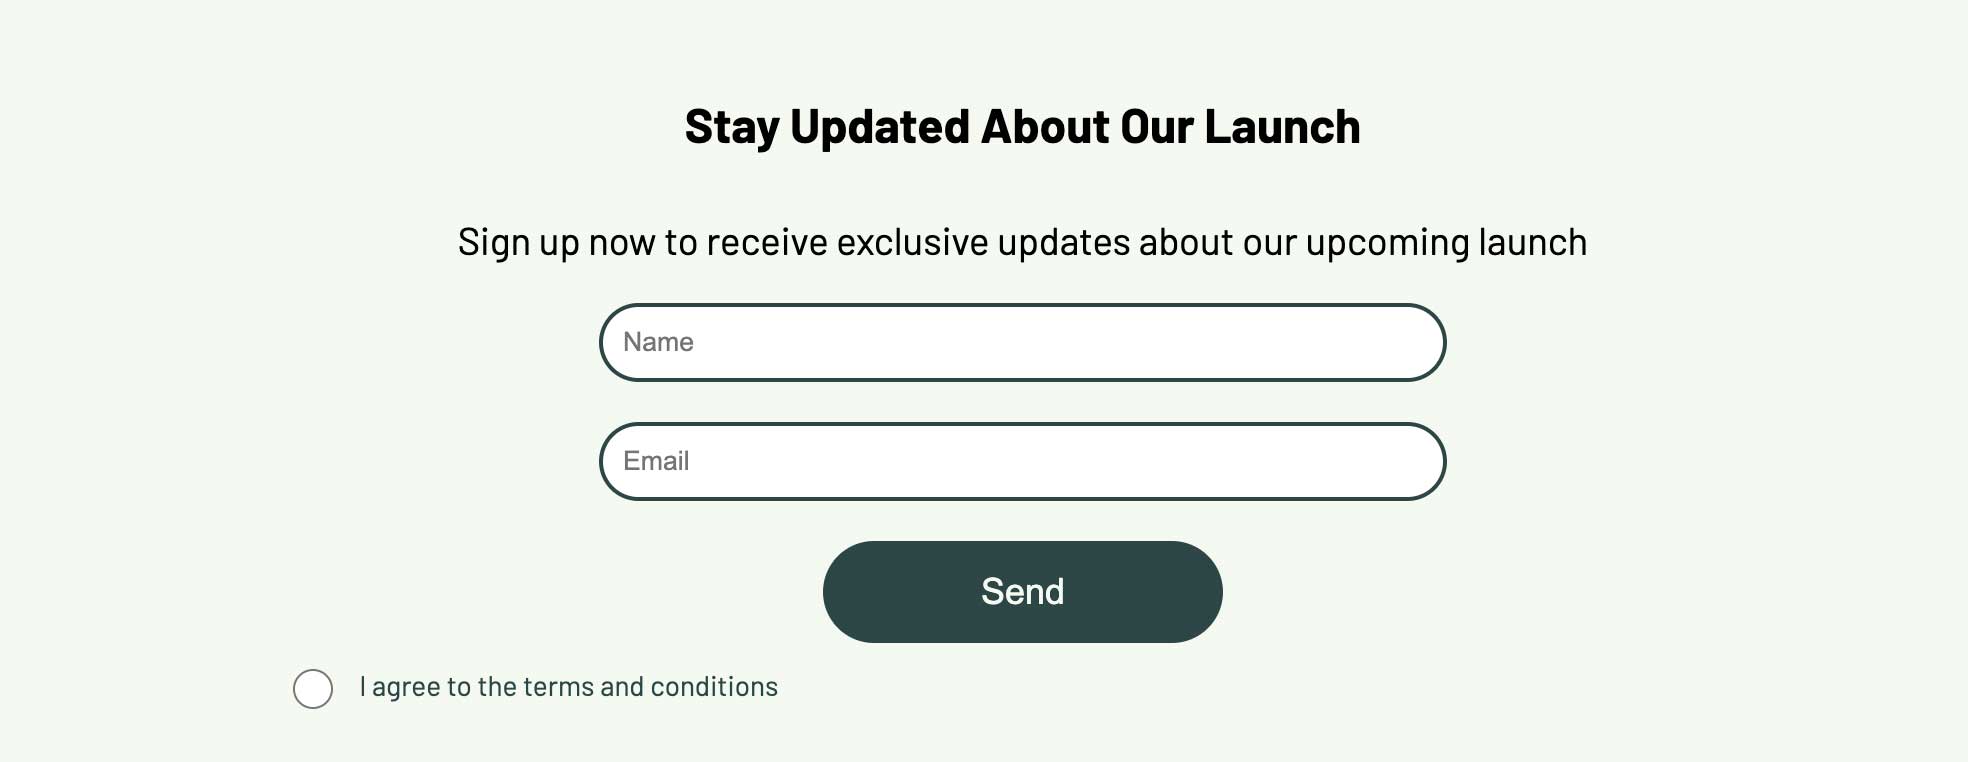 Stay Updated About Our Launch
Sign up now to receive exclusive updates about our upcoming launch
Name
Email
Send
I agree to the terms and conditions